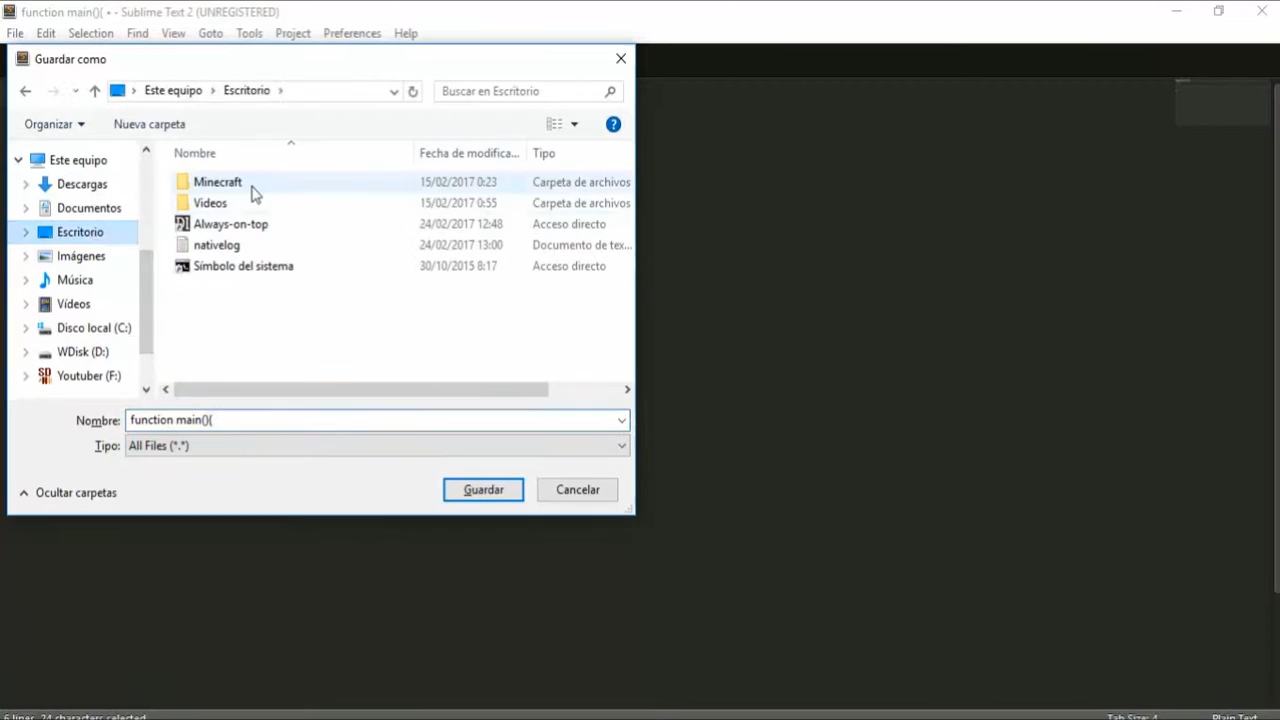 function main(){ • - Sublime Text 2 (UNREGISTERED)
File Edit Selection Find View Goto Tools Project Preferences Help
Guardar como
Este equipo Escritorio
Buscar en Escritorio
Organizar Nueva carpeta
Nombre Fecha de modifica... Tipo
Este equipo
Descargas
Documentos
Escritorio
Imágenes
Música
Vídeos
Disco local (C:)
WDisk (D:)
Youtuber (F:)
Minecraft 15/02/2017 0:23 Carpeta de archivos
Videos 15/02/2017 0:55 Carpeta de archivos
Always-on-top 24/02/2017 12:48 Acceso directo
nativelog 24/02/2017 13:00 Documento de tex...
Símbolo del sistema 30/10/2015 8:17 Acceso directo
Nombre: function main(){
Tipo: All Files (*.*)
Ocultar carpetas Guardar Cancelar
6 lines, 24 characters selected Tab Size: 4 Plain Text